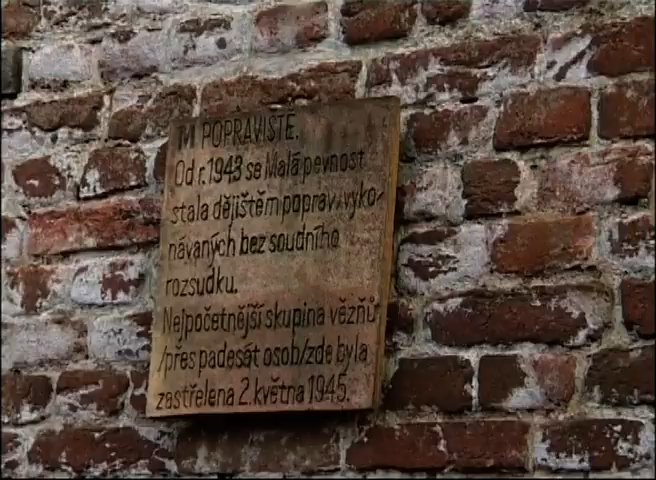 M POPRAVIŠTĚ.
Od r. 1943 se Malá pevnost
stala dějištěm poprav, vyko-
návaných bez soudního
rozsudku.
Nejpočetnější skupina vězňů
/přes padesát osob/zde byla
zastřelena 2. května 1945.